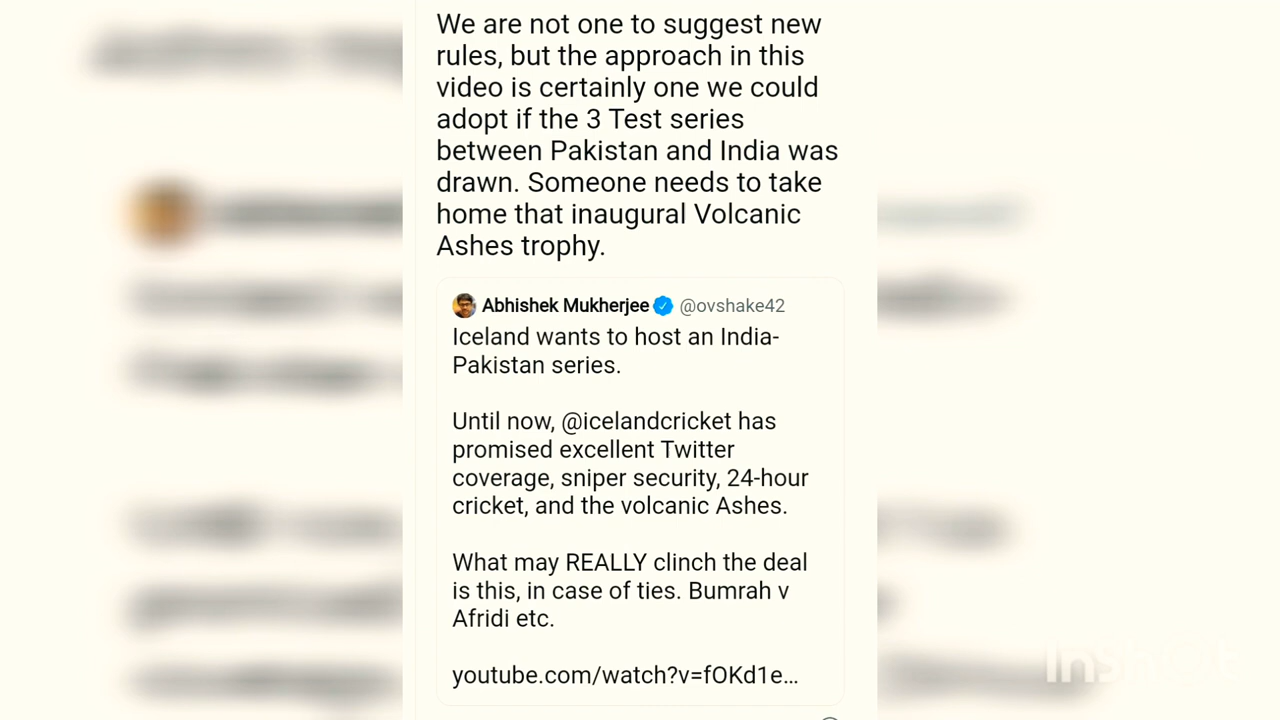 We are not one to suggest new
rules, but the approach in this
video is certainly one we could
adopt if the 3 Test series
between Pakistan and India was
drawn. Someone needs to take
home that inaugural Volcanic
Ashes trophy.
Abhishek Mukherjee @ovshake42
Iceland wants to host an India-
Pakistan series.
Until now, @icelandcricket has
promised excellent Twitter
coverage, sniper security, 24-hour
cricket, and the volcanic Ashes.
What may REALLY clinch the deal
is this, in case of ties. Bumrah v
Afridi etc.
youtube.com/watch?v=fOKd1e...